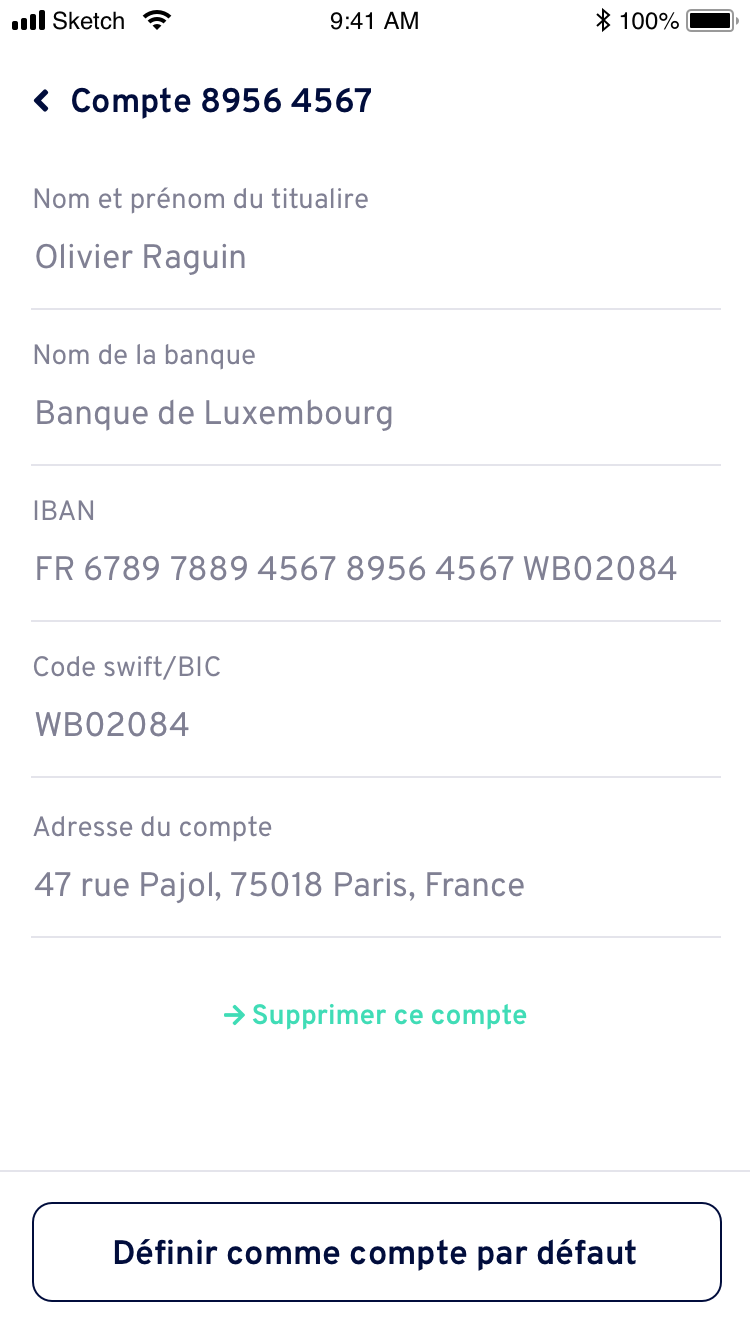 Sketch 9:41 AM 100%
Compte 8956 4567
Nom et prénom du titualire
Olivier Raguin
Nom de la banque
Banque de Luxembourg
IBAN
FR 6789 7889 4567 8956 4567 WB02084
Code swift/BIC
WB02084
Adresse du compte
47 rue Pajol, 75018 Paris, France
→ Supprimer ce compte
Définir comme compte par défaut